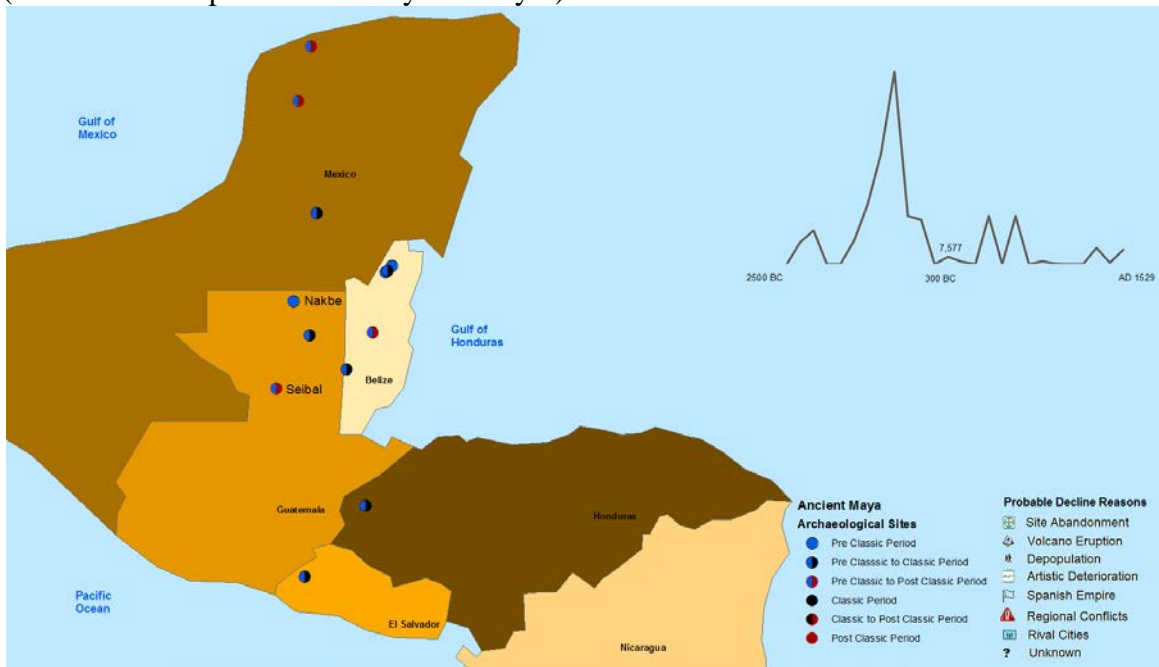 Gulf of
Mexico
Mexico
7,577
2500 BC
300 BC
AD 1529
Nakbe
Gulf of
Honduras
Seibal
Belize
Guatemala
Honduras
Pacific
Ocean
El Salvador
Nicaragua
Ancient Maya
Archaeological Sites
Pre Classic Period
Pre Classsic to Classic Period
Pre Classic to Post Classic Period
Classic Period
Classic to Post Classic Period
Post Classic Period
Probable Decline Reasons
Site Abandonment
Volcano Eruption
Depopulation
Artistic Deterioration
Spanish Empire
Regional Conflicts
Rival Cities
? Unknown